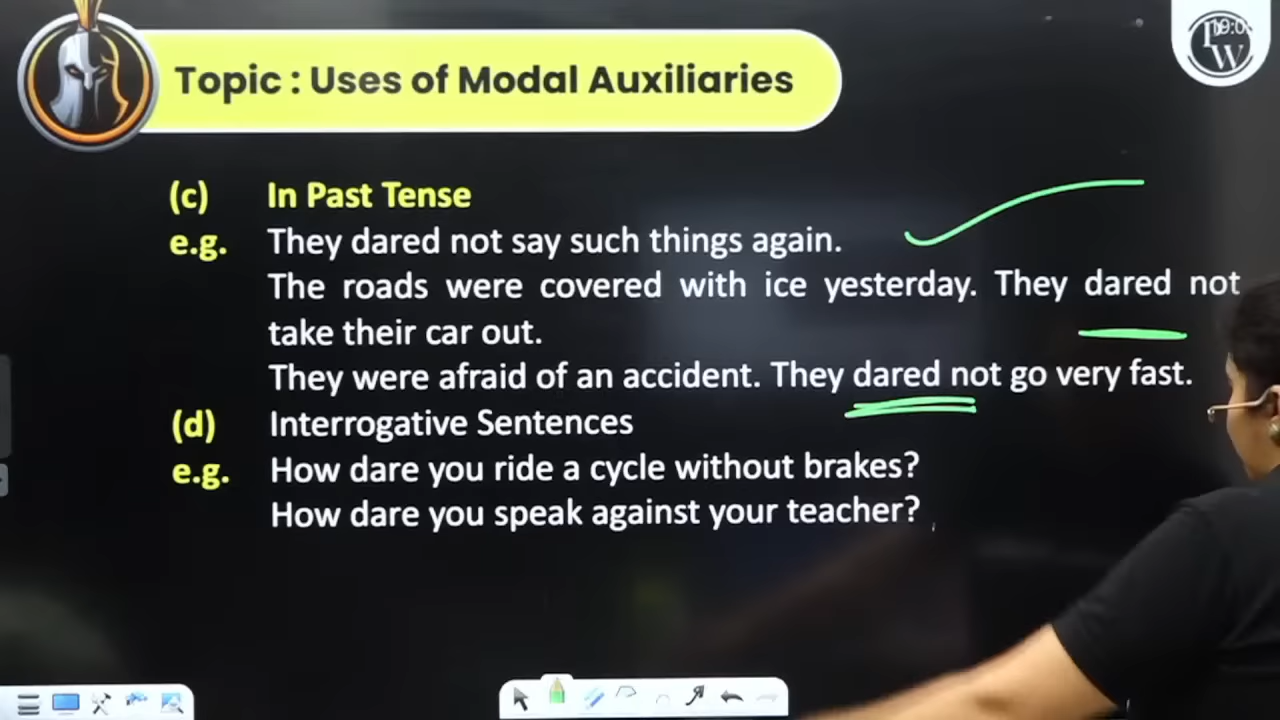 19:0
PW
Topic : Uses of Modal Auxiliaries
(c) In Past Tense
e.g. They dared not say such things again.
The roads were covered with ice yesterday. They dared not
take their car out.
They were afraid of an accident. They dared not go very fast.
(d) Interrogative Sentences
e.g. How dare you ride a cycle without brakes?
How dare you speak against your teacher?